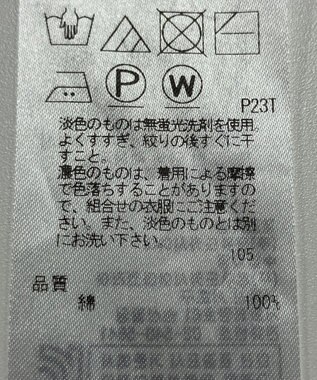 P
W
P23T
淡色のものは無蛍光洗剤を使用。
よくすすぎ、絞りの後すぐに干
すこと。
濃色のものは、着用による摩擦
で色落ちすることがありますの
で、組合せの衣服にご注意くだ
さい。また、淡色のものとは別
にお洗い下さい。
105
品質
綿 100%